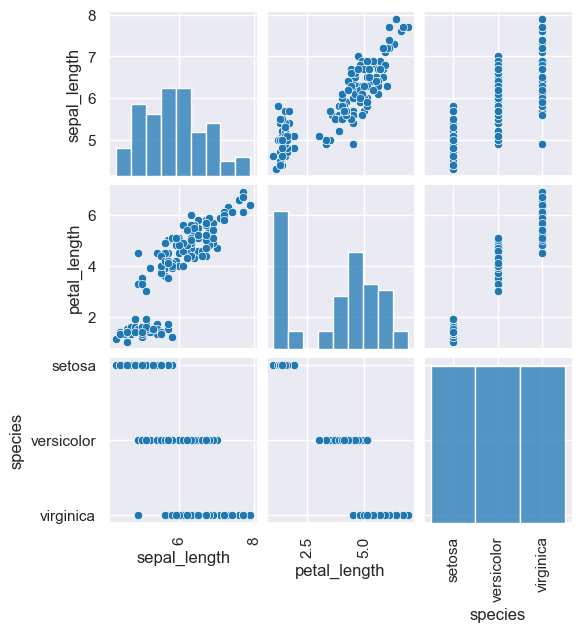 sepal_length
8
7
6
5
petal_length
6
4
2
species
setosa
versicolor
virginica
6
8
sepal_length
2.5
5.0
petal_length
setosa
versicolor
virginica
species